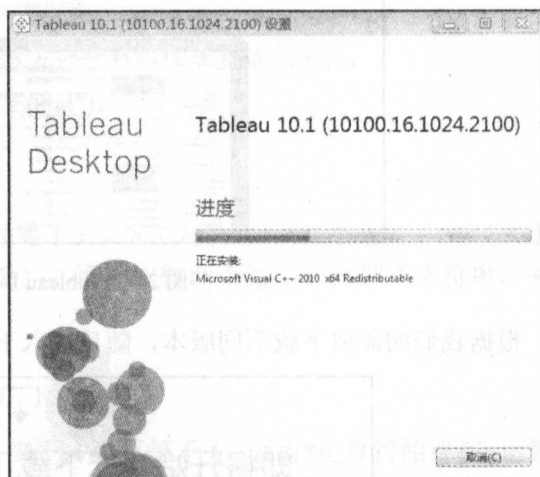 Tableau 10.1 (10100.16.1024.2100) 设置
Tableau
Desktop
Tableau 10.1 (10100.16.1024.2100)
进度
正在安装:
Microsoft Visual C++ 2010 x64 Redistributable
取消(C)